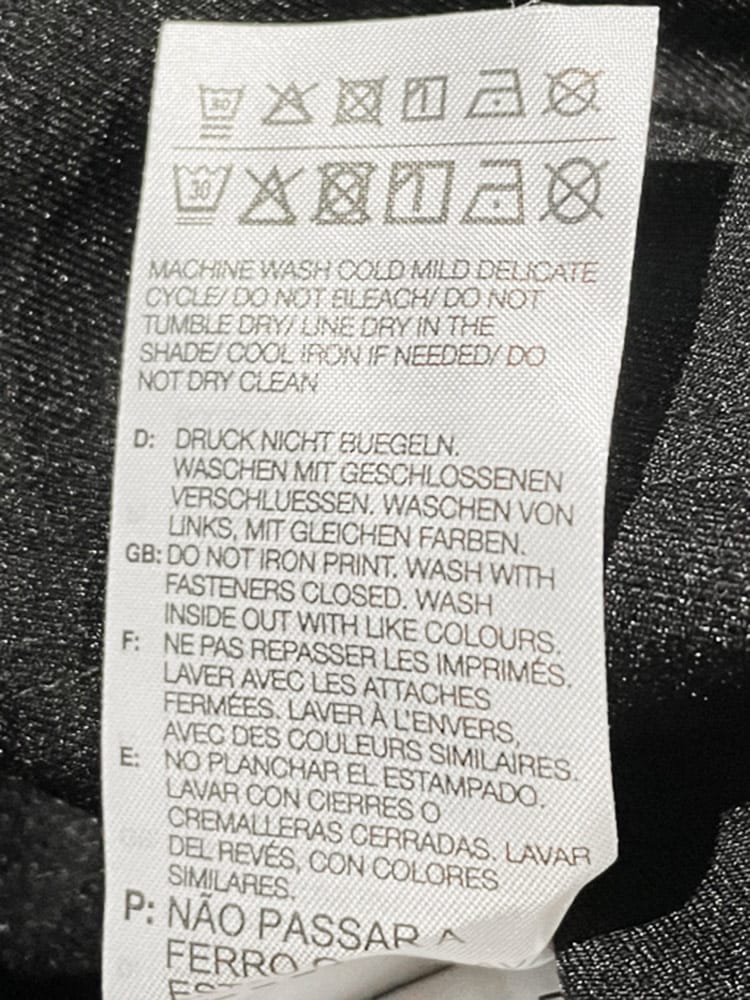 30
30
MACHINE WASH COLD MILD DELICATE
CYCLE/ DO NOT BLEACH/ DO NOT
TUMBLE DRY/ LINE DRY IN THE
SHADE/ COOL IRON IF NEEDED/ DO
NOT DRY CLEAN
D: DRUCK NICHT BUEGELN.
WASCHEN MIT GESCHLOSSENEN
VERSCHLUESSEN. WASCHEN VON
LINKS, MIT GLEICHEN FARBEN.
GB: DO NOT IRON PRINT. WASH WITH
FASTENERS CLOSED. WASH
INSIDE OUT WITH LIKE COLOURS.
F: NE PAS REPASSER LES IMPRIMÉS.
LAVER AVEC LES ATTACHES
FERMÉES. LAVER À L'ENVERS,
AVEC DES COULEURS SIMILAIRES.
E: NO PLANCHAR EL ESTAMPADO.
LAVAR CON CIERRES O
CREMALLERAS CERRADAS. LAVAR
DEL REVÉS, CON COLORES
SIMILARES.
P: NÃO PASSAR A
FERRO